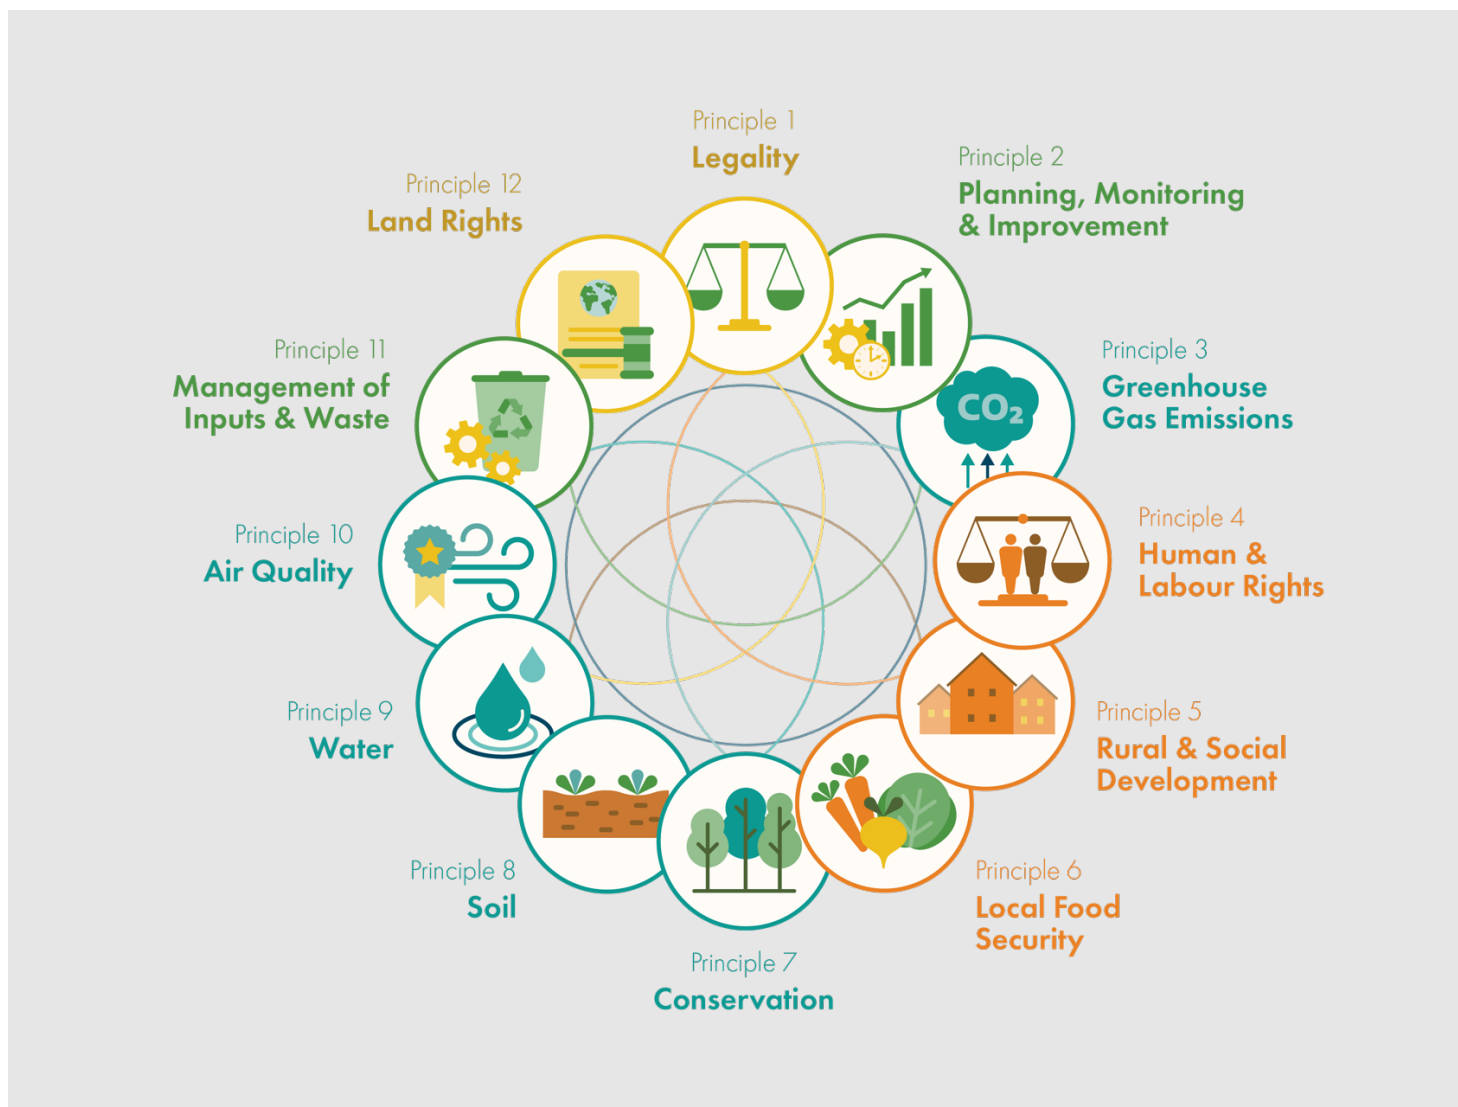 Principle 1
Legality
Principle 2
Planning, Monitoring
& Improvement
Principle 3
Greenhouse
Gas Emissions
CO₂
Principle 4
Human &
Labour Rights
Principle 5
Rural & Social
Development
Principle 6
Local Food
Security
Principle 7
Conservation
Principle 8
Soil
Principle 9
Water
Principle 10
Air Quality
Principle 11
Management of
Inputs & Waste
Principle 12
Land Rights